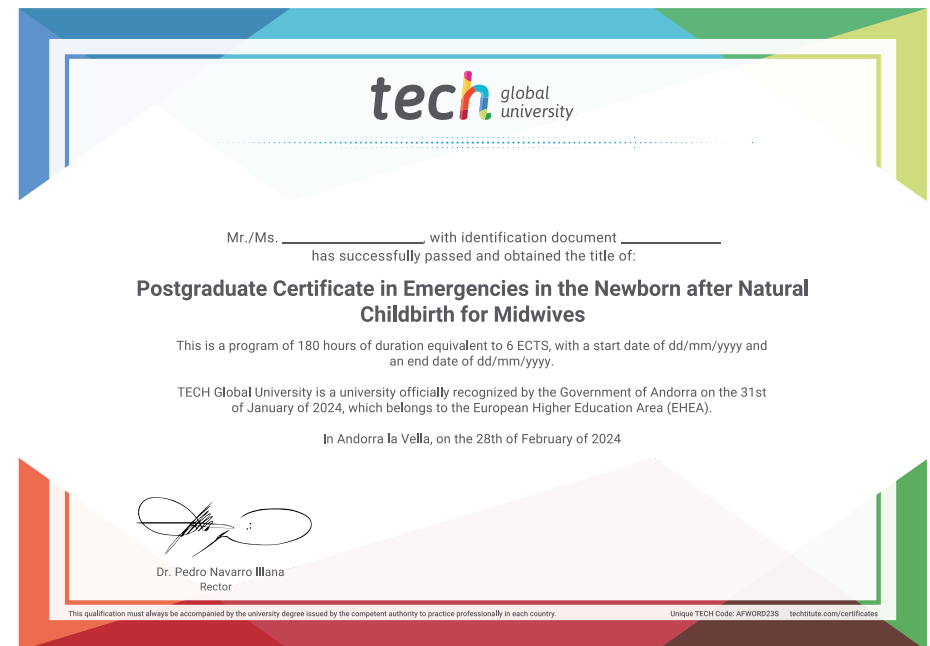 tech global
university
Mr./Ms. ____________, with identification document ____________
has successfully passed and obtained the title of:
Postgraduate Certificate in Emergencies in the Newborn after Natural
Childbirth for Midwives
This is a program of 180 hours of duration equivalent to 6 ECTS, with a start date of dd/mm/yyyy and
an end date of dd/mm/yyyy.
TECH Global University is a university officially recognized by the Government of Andorra on the 31st
of January of 2024, which belongs to the European Higher Education Area (EHEA).
In Andorra la Vella, on the 28th of February of 2024
Dr. Pedro Navarro Illana
Rector
This qualification must always be accompanied by the university degree issued by the competent authority to practice professionally in each country. Unique TECH Code: AFWORD23S techtitute.com/certificates